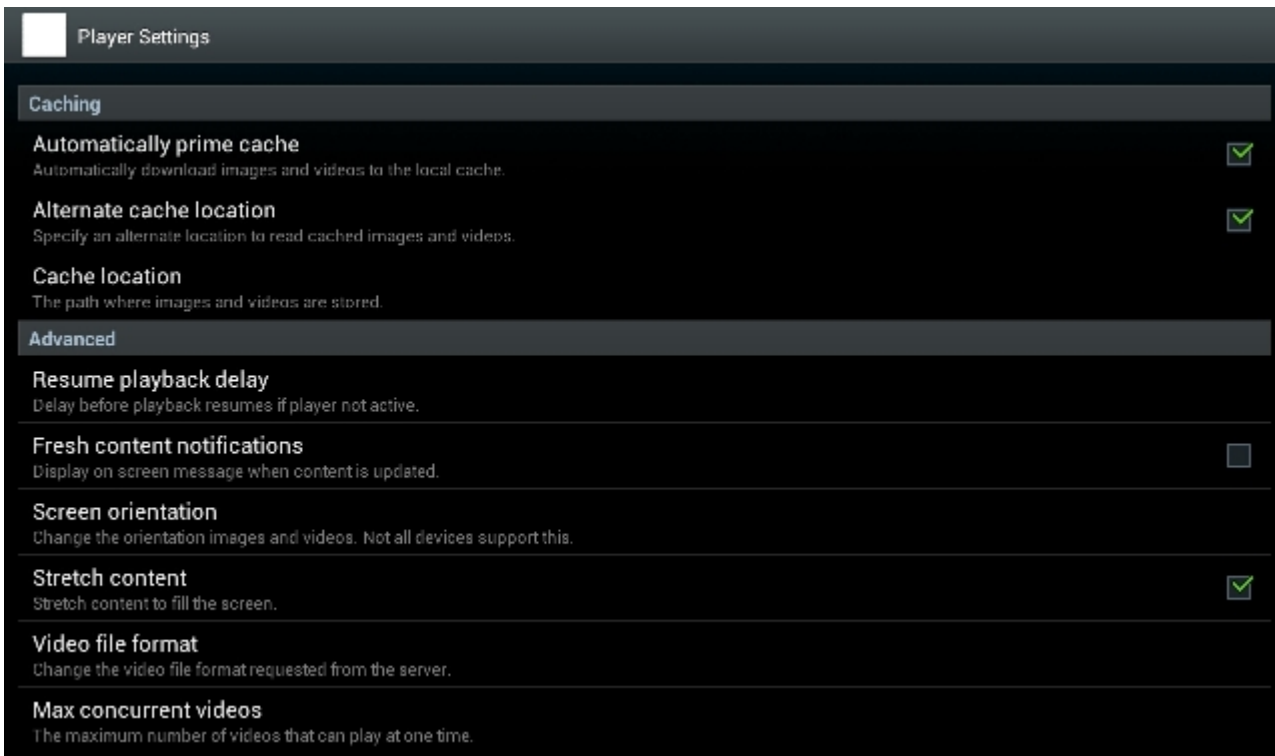 Player Settings
Caching
Automatically prime cache
Automatically download images and videos to the local cache.
Alternate cache location
Specify an alternate location to read cached images and videos.
Cache location
The path where images and videos are stored.
Advanced
Resume playback delay
Delay before playback resumes if player not active.
Fresh content notifications
Display on screen message when content is updated.
Screen orientation
Change the orientation images and videos. Not all devices support this.
Stretch content
Stretch content to fill the screen.
Video file format
Change the video file format requested from the server.
Max concurrent videos
The maximum number of videos that can play at one time.